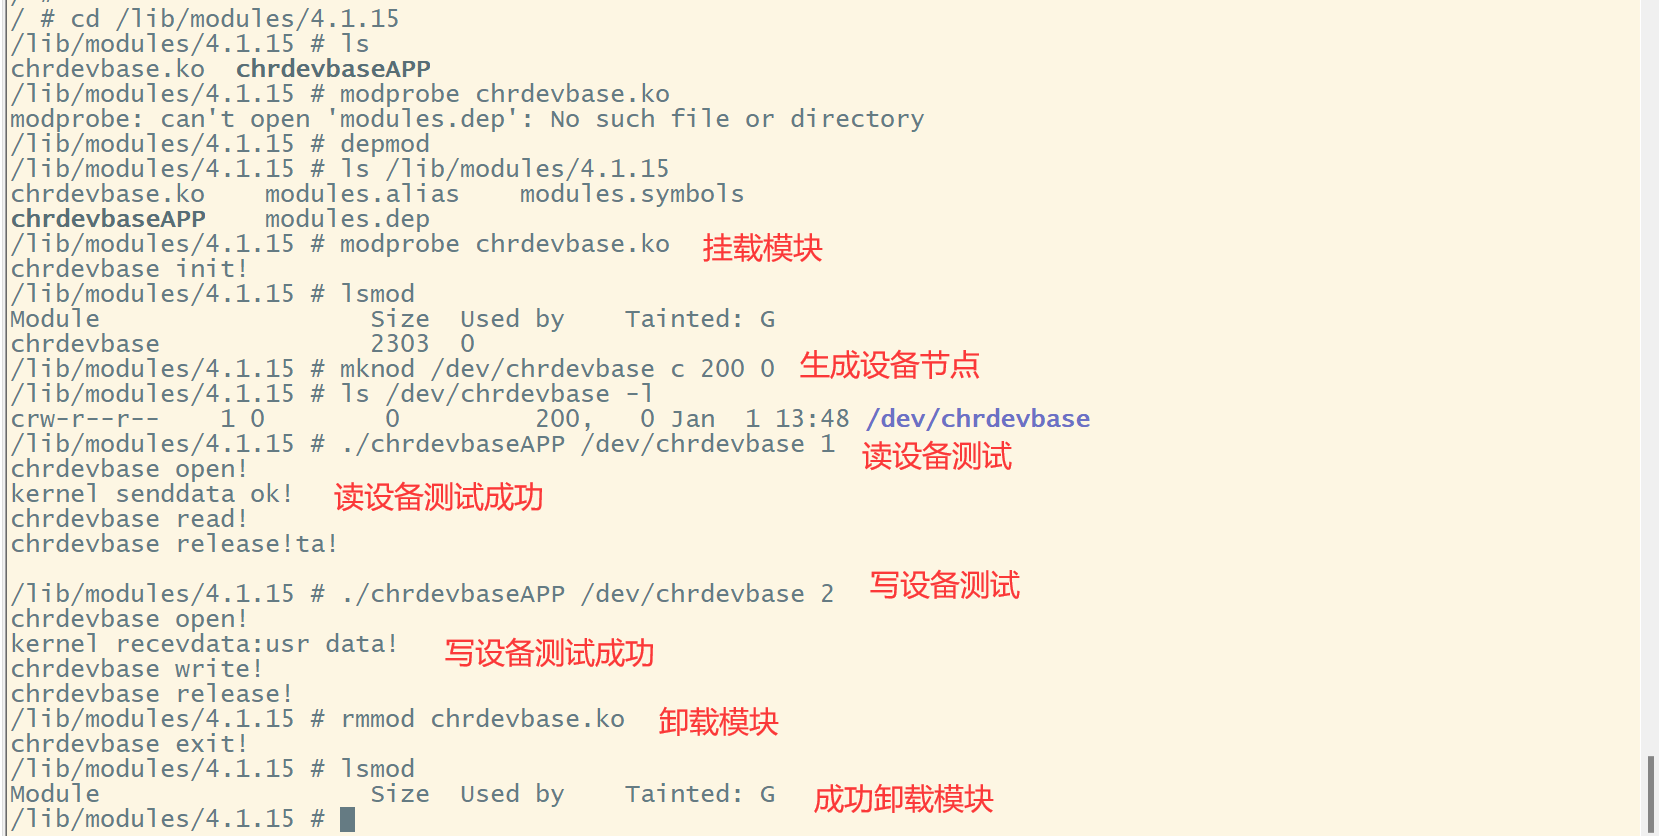 / #
/ # cd /lib/modules/4.1.15
/lib/modules/4.1.15 # ls
chrdevbase.ko  chrdevbaseAPP
/lib/modules/4.1.15 # modprobe chrdevbase.ko
modprobe: can't open 'modules.dep': No such file or directory
/lib/modules/4.1.15 # depmod
/lib/modules/4.1.15 # ls /lib/modules/4.1.15
chrdevbase.ko    modules.alias    modules.symbols
chrdevbaseAPP    modules.dep
/lib/modules/4.1.15 # modprobe chrdevbase.ko 挂载模块
chrdevbase init!
/lib/modules/4.1.15 # lsmod
Module                  Size  Used by    Tainted: G
chrdevbase              2303  0
/lib/modules/4.1.15 # mknod /dev/chrdevbase c 200 0 生成设备节点
/lib/modules/4.1.15 # ls /dev/chrdevbase -l
crw-r--r--    1 0        0         200,   0 Jan  1 13:48 /dev/chrdevbase
/lib/modules/4.1.15 # ./chrdevbaseAPP /dev/chrdevbase 1 读设备测试
chrdevbase open!
kernel senddata ok! 读设备测试成功
chrdevbase read!
chrdevbase release!ta!
/lib/modules/4.1.15 # ./chrdevbaseAPP /dev/chrdevbase 2 写设备测试
chrdevbase open!
kernel recevdata:usr data! 写设备测试成功
chrdevbase write!
chrdevbase release!
/lib/modules/4.1.15 # rmmod chrdevbase.ko 卸载模块
chrdevbase exit!
/lib/modules/4.1.15 # lsmod
Module                  Size  Used by    Tainted: G 成功卸载模块
/lib/modules/4.1.15 #